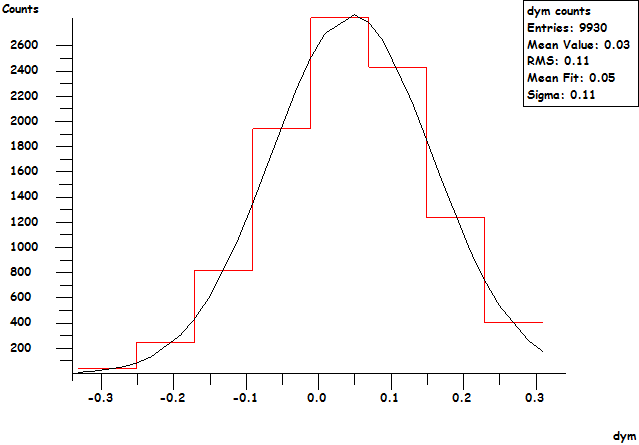 Counts
dym counts
Entries: 9930
Mean Value: 0.03
RMS: 0.11
Mean Fit: 0.05
Sigma: 0.11
2600
2400
2200
2000
1800
1600
1400
1200
1000
800
600
400
200
-0.3 -0.2 -0.1 0.0 0.1 0.2 0.3
dym